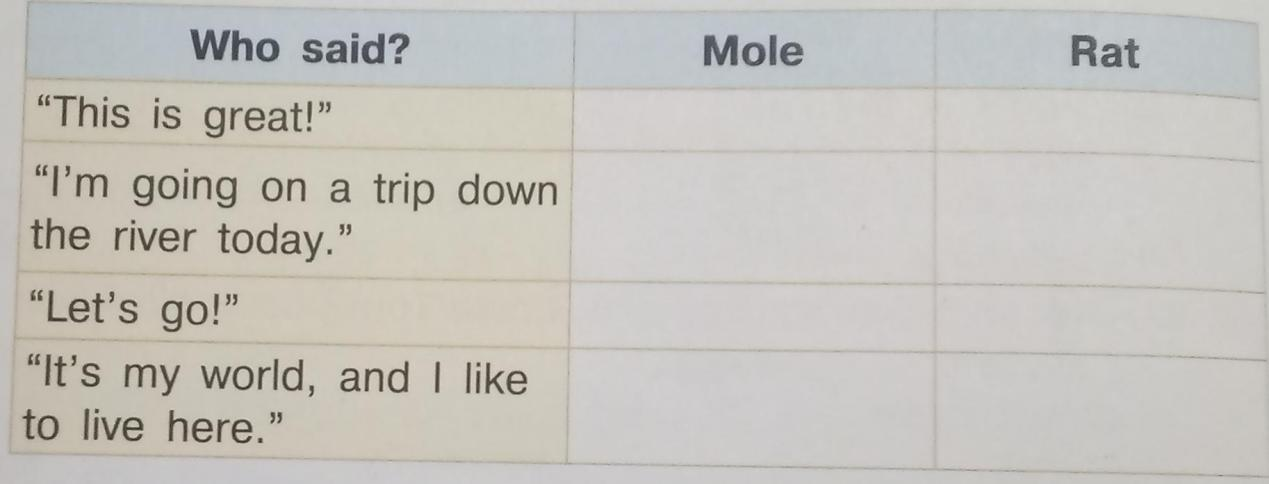 Who said? Mole Rat
“This is great!”
“I’m going on a trip down
the river today.”
“Let’s go!”
“It’s my world, and I like
to live here.”